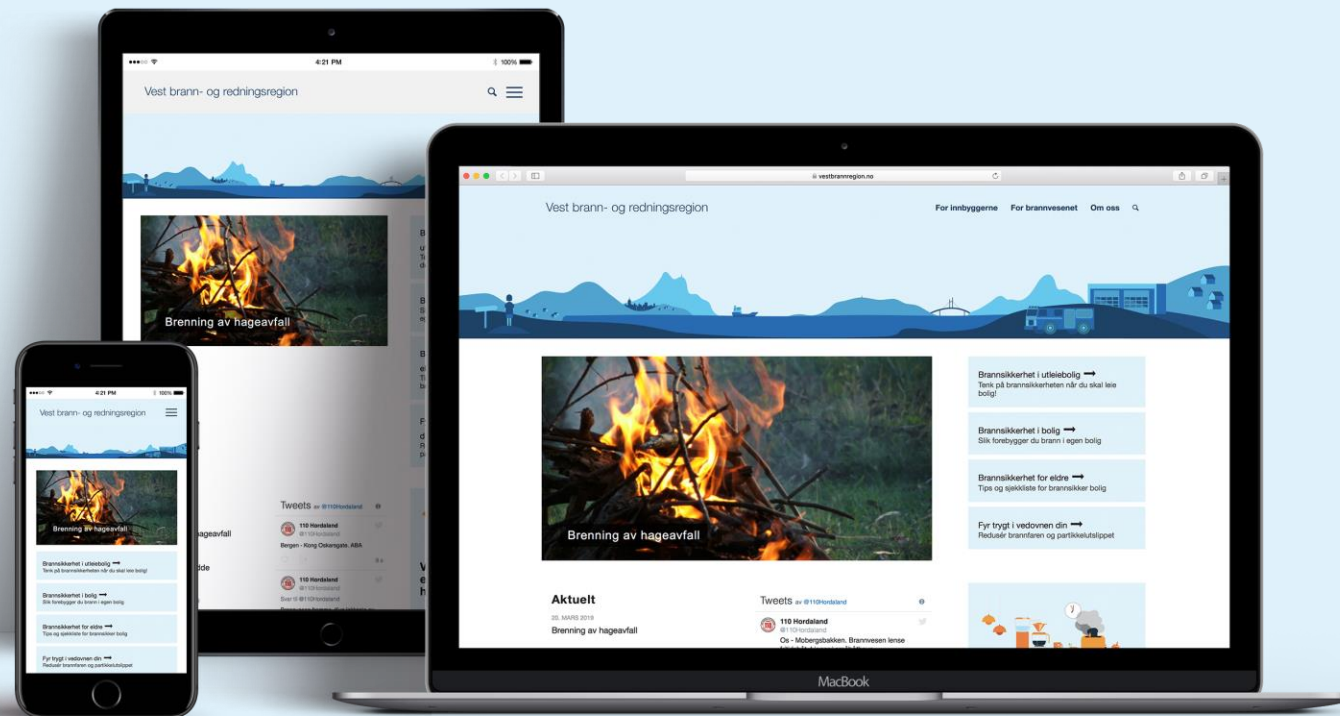 4:21 PM
100%
Vest brann- og redningsregion
Brenning av hageavfall
Tweets av @110Hordaland
110 Hordaland
@110Hordaland
Bergen - Kong Oskarsgate. ABA
110 Hordaland
@110Hordaland
Svar til @110Hordaland
4:21 PM
100%
Vest brann- og redningsregion
Brenning av hageavfall
Brannsikkerhet i utleiebolig
Tenk på brannsikkerheten når du skal leie bolig!
Brannsikkerhet i bolig
Slik forebygger du brann i egen bolig
Brannsikkerhet for eldre
Tips og sjekkliste for brannsikker bolig
Fyr trygt i vedovnen din
Redusér brannfaren og partikkelutslippet
vestbrannregion.no
Vest brann- og redningsregion
For innbyggerne For brannvesenet Om oss
Brenning av hageavfall
Brannsikkerhet i utleiebolig
Tenk på brannsikkerheten når du skal leie
bolig!
Brannsikkerhet i bolig
Slik forebygger du brann i egen bolig
Brannsikkerhet for eldre
Tips og sjekkliste for brannsikker bolig
Fyr trygt i vedovnen din
Redusér brannfaren og partikkelutslippet
Aktuelt
25. MARS 2019
Brenning av hageavfall
Tweets av @110Hordaland
110 Hordaland
@110Hordaland
Os - Mobergsbakken. Brannvesen lense
MacBook